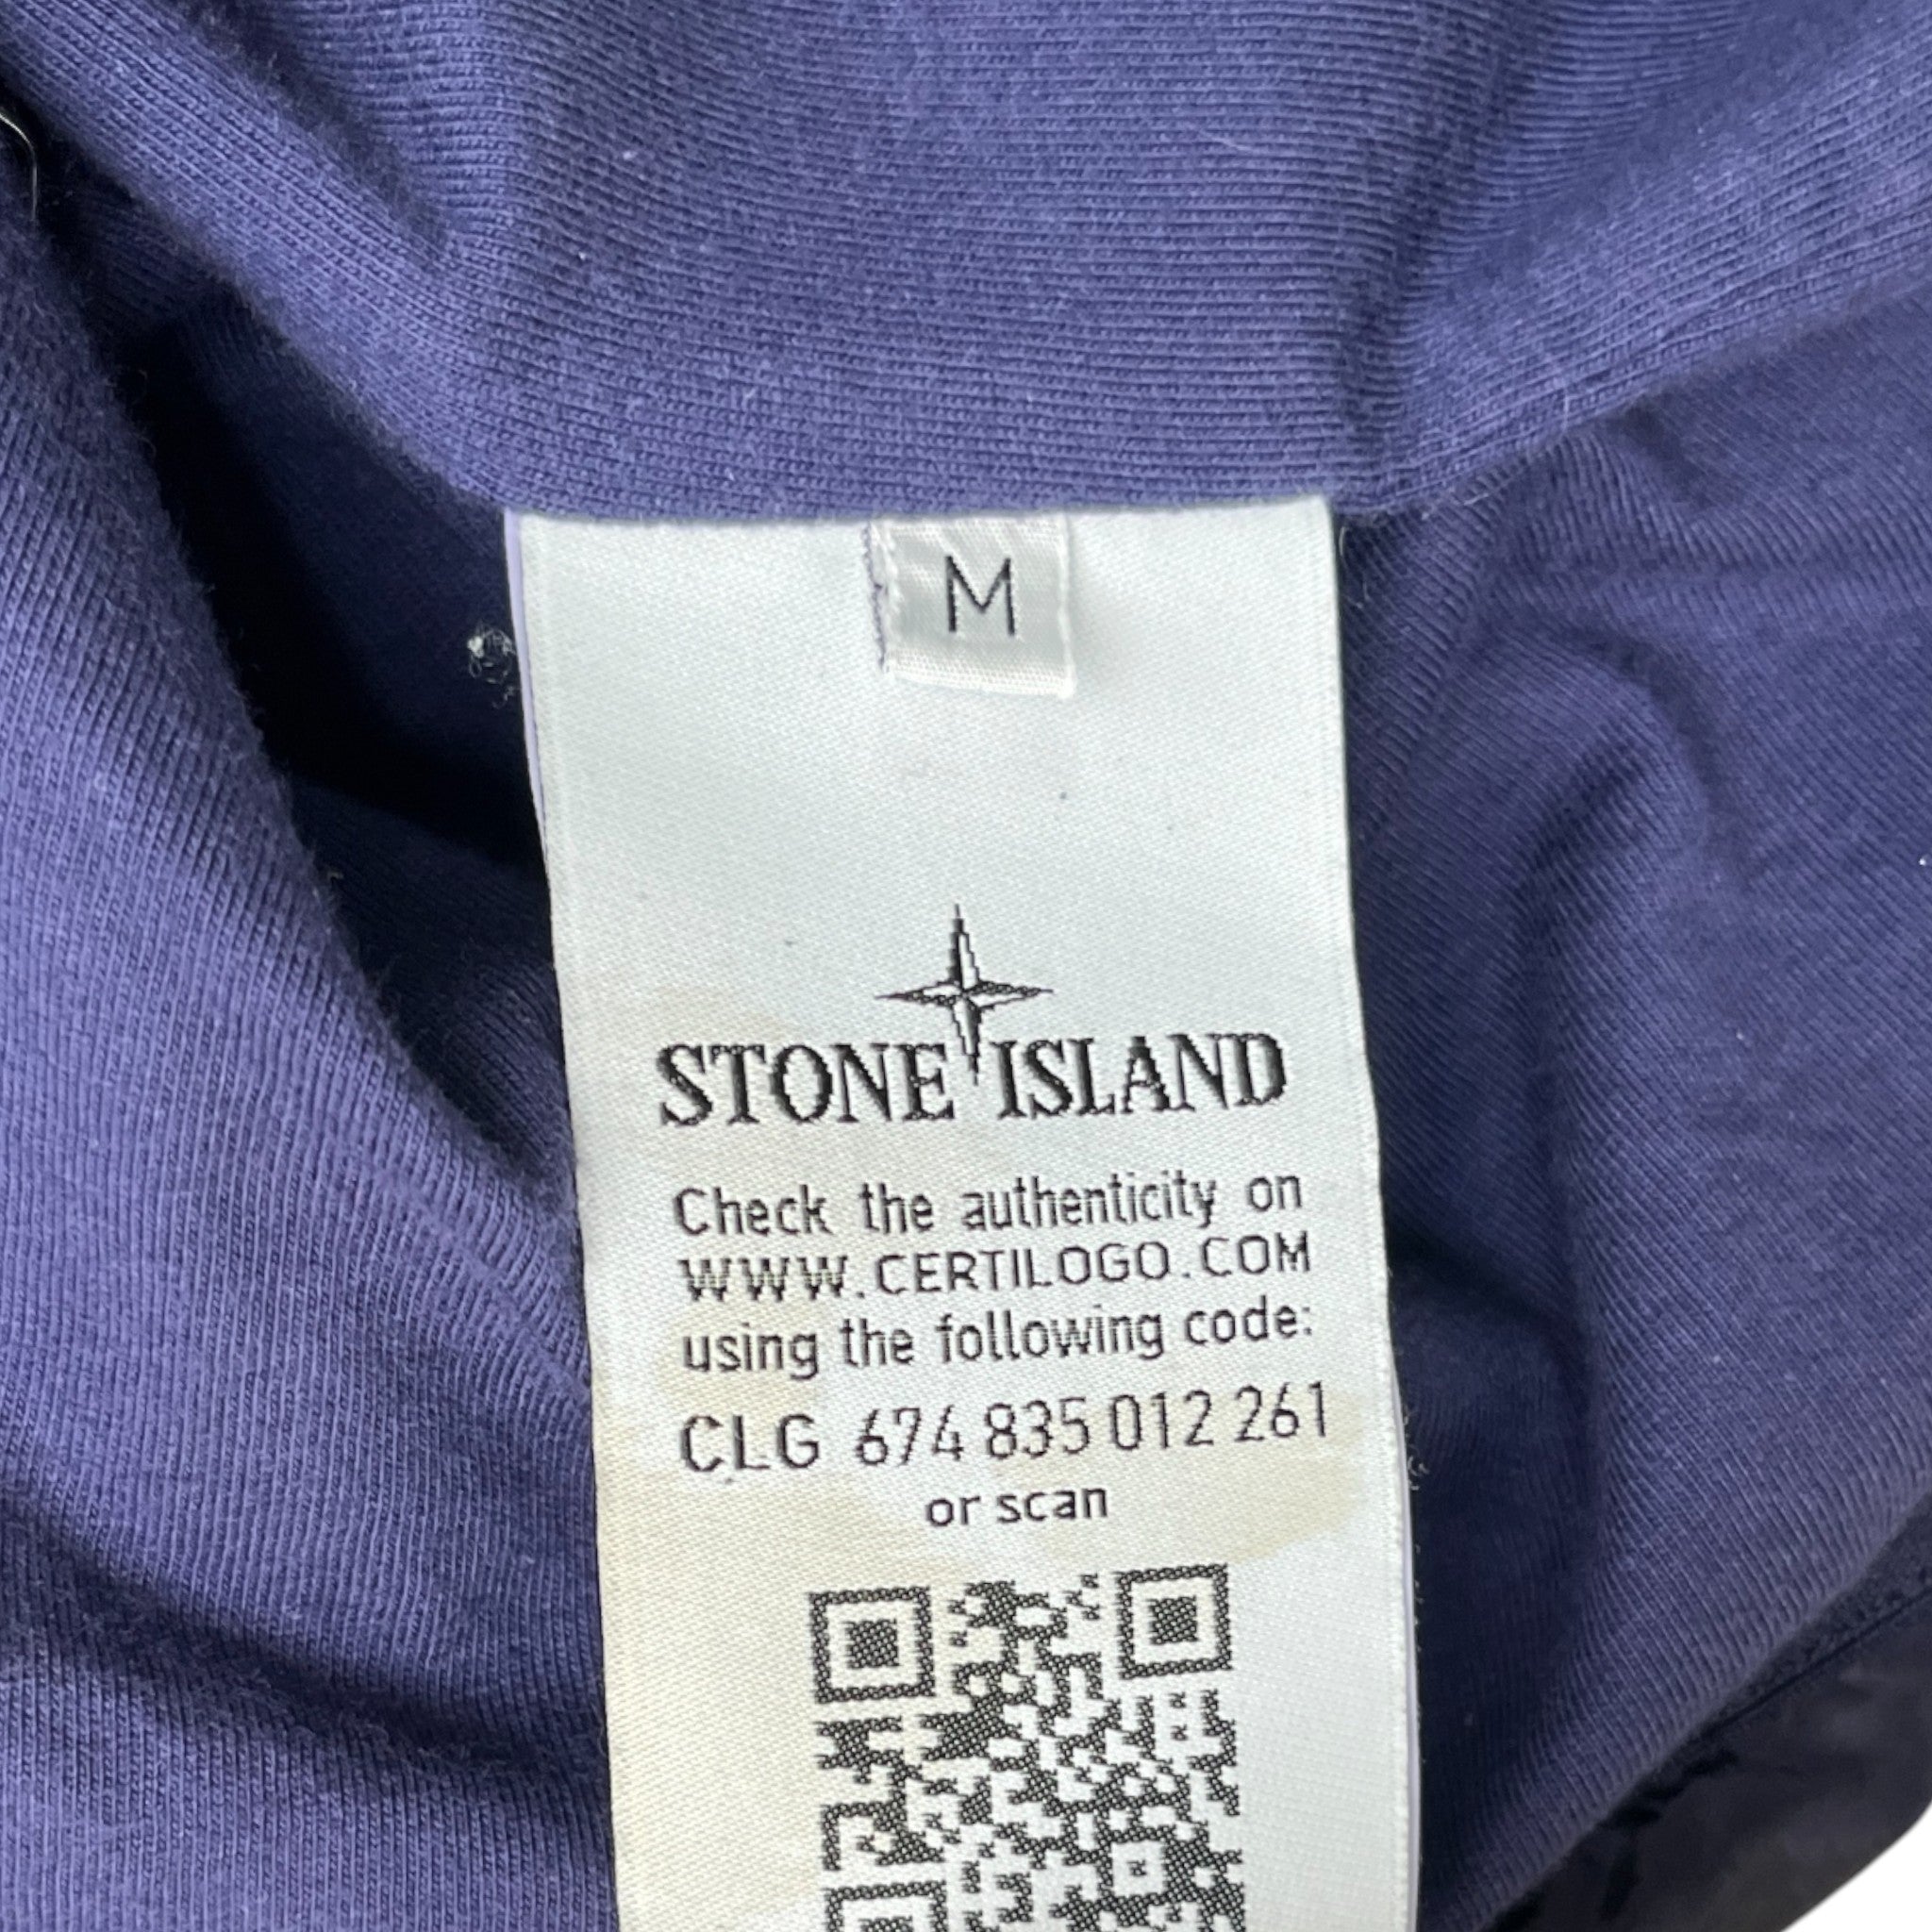 M
STONE ISLAND
Check the authenticity on
WWW.CERTILOGO.COM
using the following code:
CLG 674 835 012 261
or scan